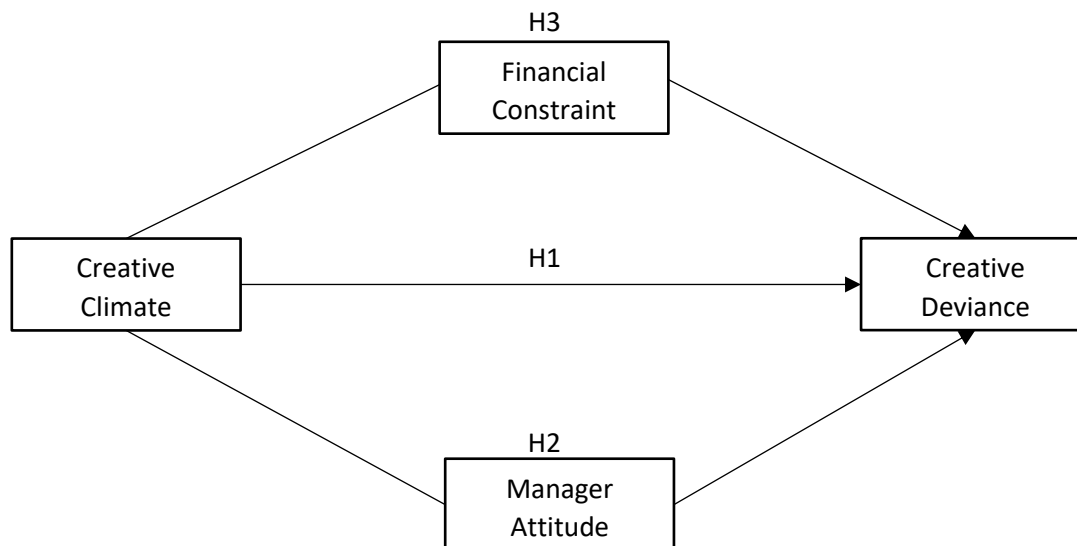 H3
Financial
Constraint
Creative
Climate
H1
Creative
Deviance
H2
Manager
Attitude